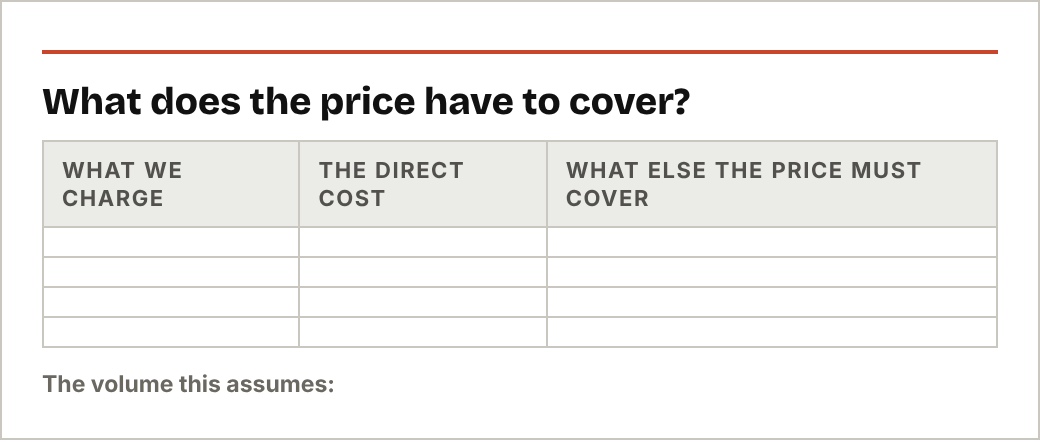 What does the price have to cover?
WHAT WE
CHARGE
THE DIRECT
COST
WHAT ELSE THE PRICE MUST
COVER
The volume this assumes: